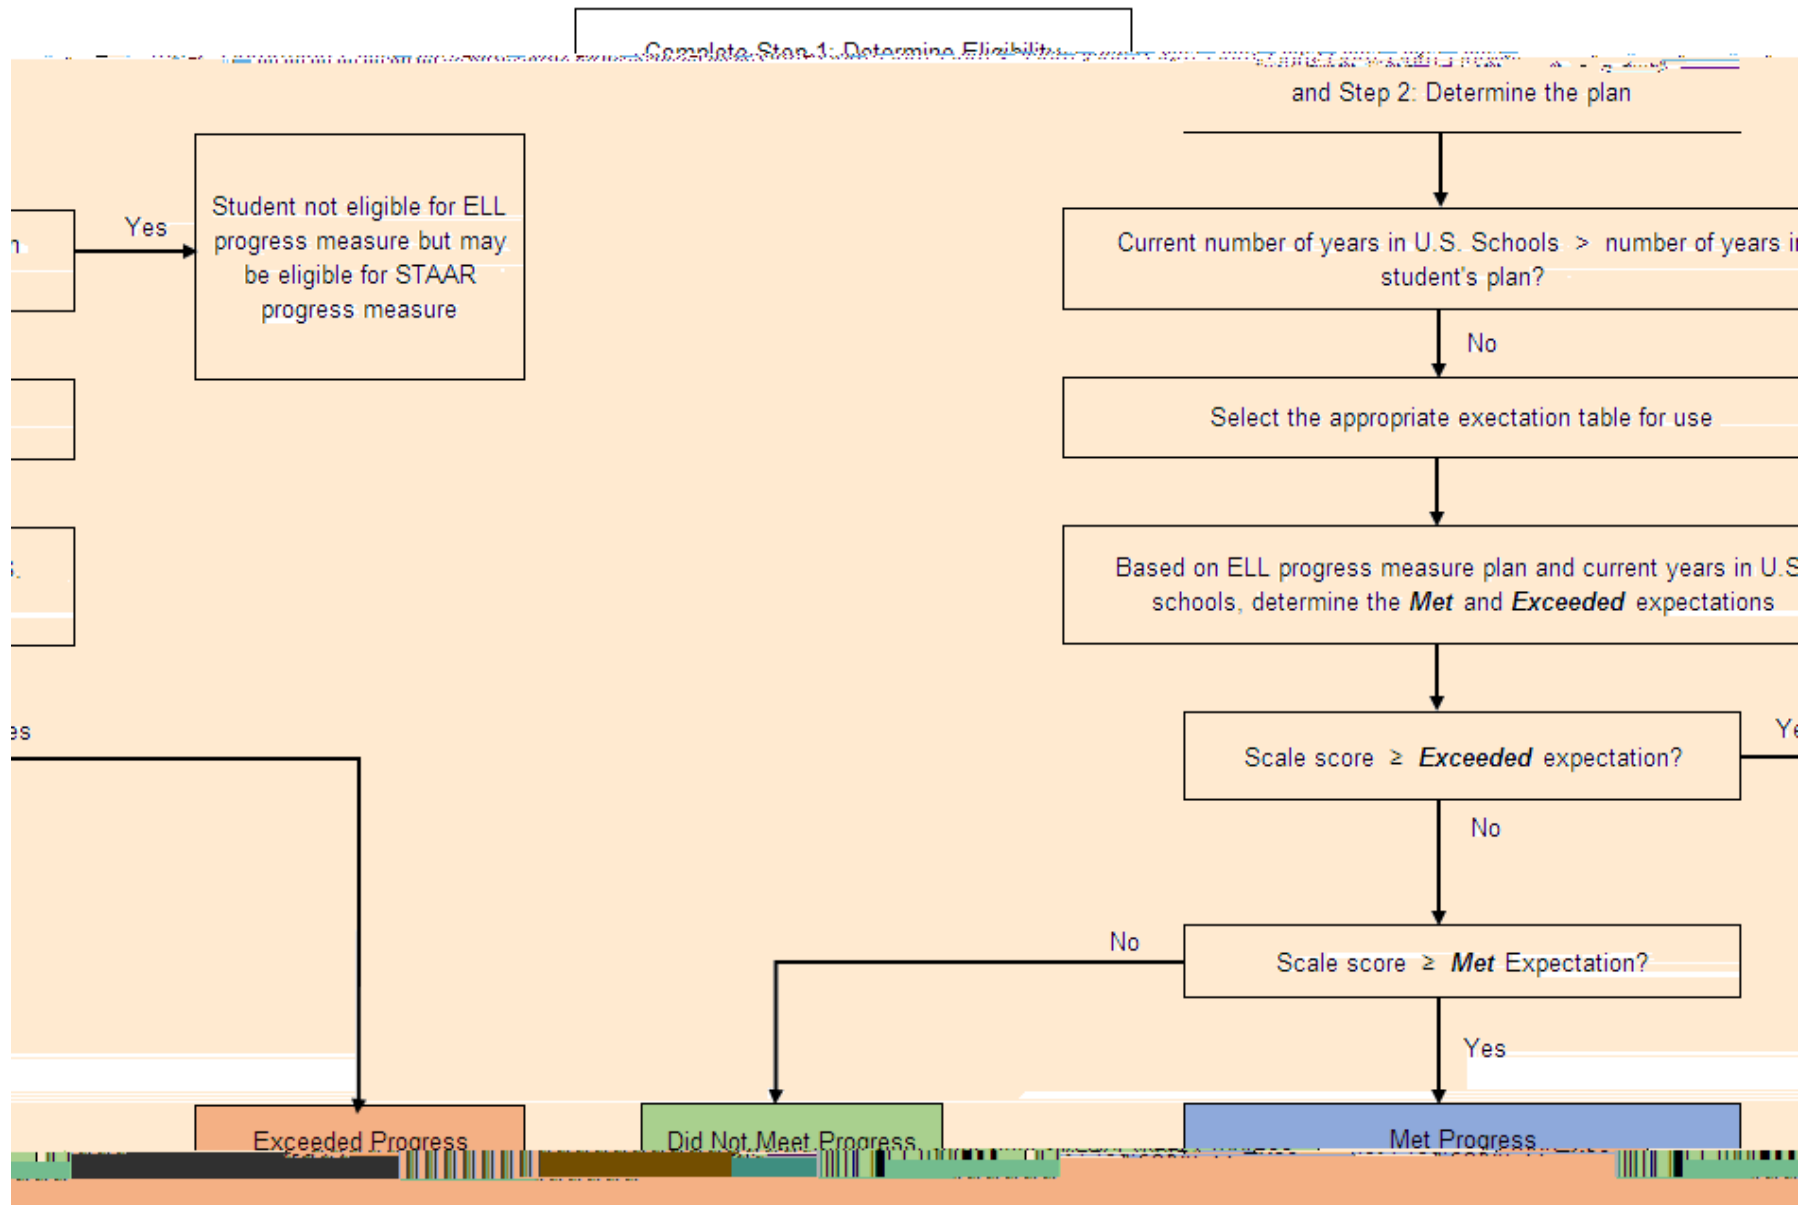 Complete Step 1: Determine Eligibility
and Step 2: Determine the plan
Yes
Student not eligible for ELL
progress measure but may
be eligible for STAAR
progress measure
Current number of years in U.S. Schools > number of years in
student's plan?
No
Select the appropriate exectation table for use
Based on ELL progress measure plan and current years in U.S
schools, determine the Met and Exceeded expectations
es
Ye
Scale score ≥ Exceeded expectation?
No
No
Scale score ≥ Met Expectation?
Yes
Exceeded Progress
Did Not Meet Progress
Met Progress